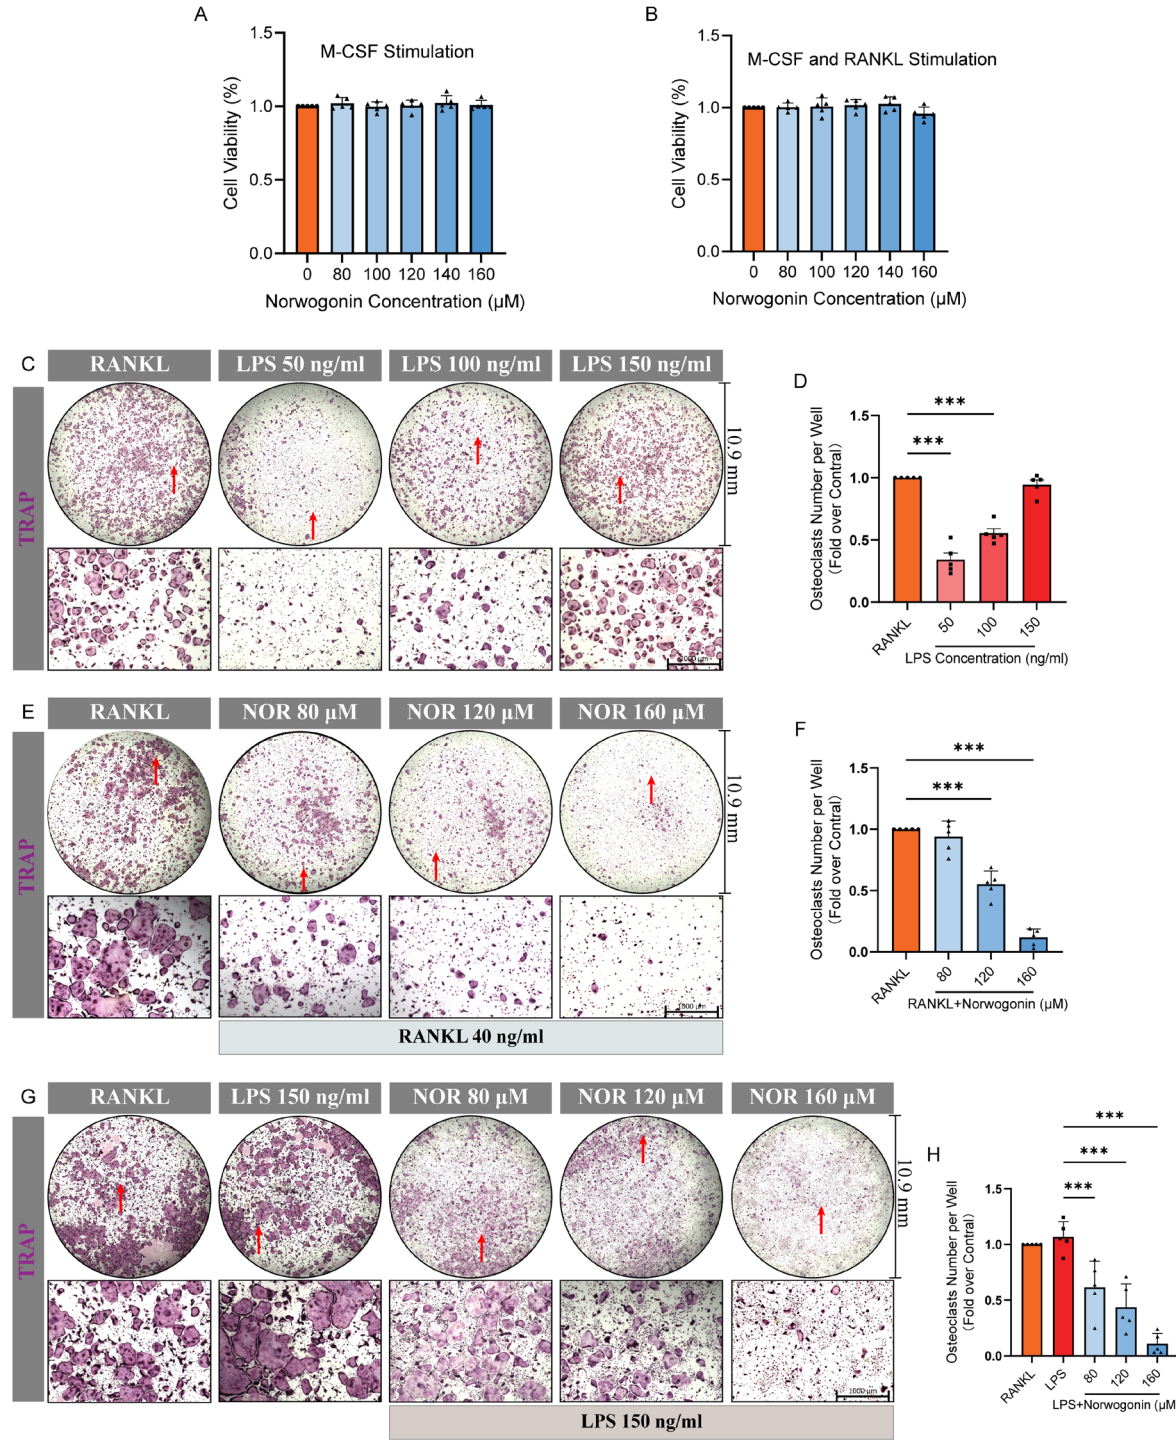 A
M-CSF Stimulation
Cell Viability (%)
1.5
1.0
0.5
0.0
0 80 100 120 140 160
Norwogonin Concentration (μM)
B
M-CSF and RANKL Stimulation
Cell Viability (%)
1.5
1.0
0.5
0.0
0 80 100 120 140 160
Norwogonin Concentration (μM)
C
RANKL LPS 50 ng/ml LPS 100 ng/ml LPS 150 ng/ml
TRAP
10.9 mm
1000 μm
D
Osteoclasts Number per Well
(Fold over Control)
1.5
1.0
0.5
0.0
***
***
RANKL 50 100 150
LPS Concentration (ng/ml)
E
RANKL NOR 80 μM NOR 120 μM NOR 160 μM
TRAP
10.9 mm
1000 μm
RANKL 40 ng/ml
F
Osteoclasts Number per Well
(Fold over Contral)
1.5
1.0
0.5
0.0
***
***
RANKL 80 120 160
RANKL+Norwogonin (μM)
G
RANKL LPS 150 ng/ml NOR 80 μM NOR 120 μM NOR 160 μM
TRAP
10.9 mm
1000 μm
LPS 150 ng/ml
H
Osteoclasts Number per Well
(Fold over Control)
1.5
1.0
0.5
0.0
***
***
***
RANKL LPS 80 120 160
LPS+Norwogonin (μM